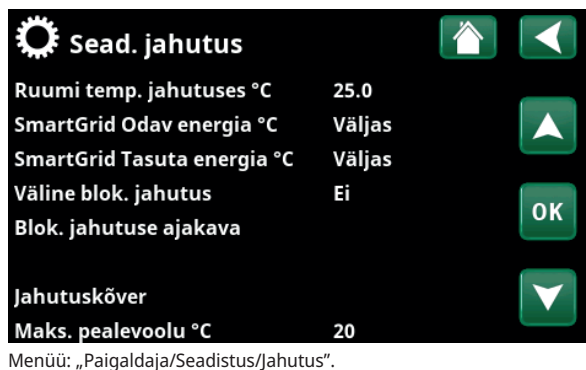 Sead. jahutus
Ruumi temp. jahutuses °C 25.0
SmartGrid Odav energia °C Väljas
SmartGrid Tasuta energia °C Väljas
Väline blok. jahutus Ei
Blok. jahutuse ajakava
OK
Jahutuskõver
Maks. pealevoolu °C 20
Menüü: „Paigaldaja/Seadistus/Jahutus”.